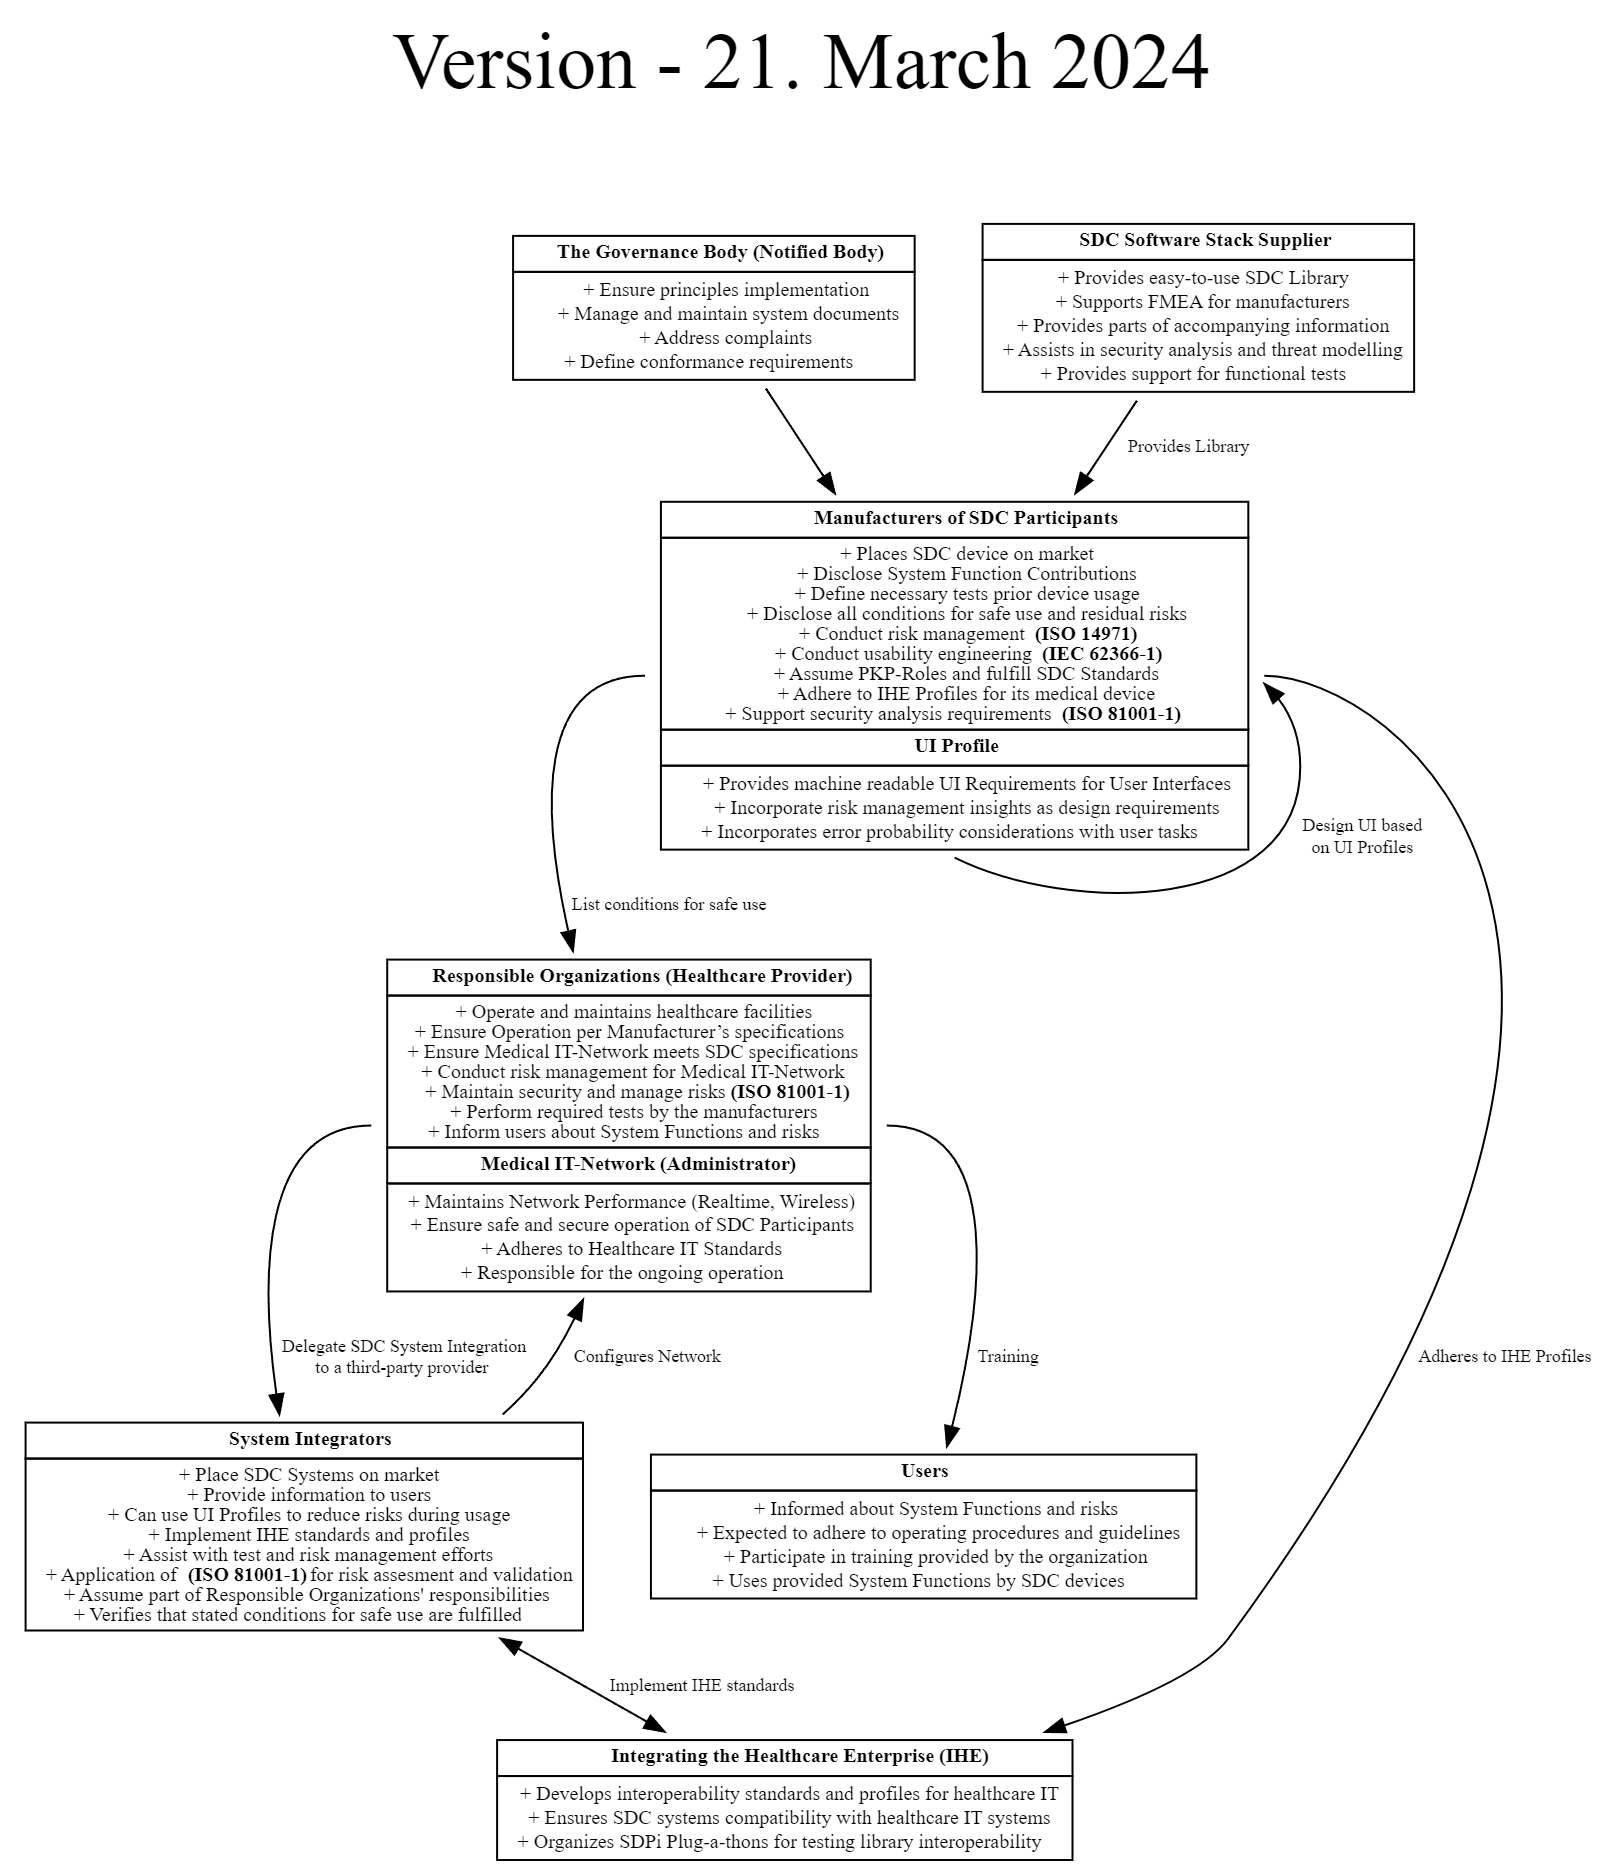 Version - 21. March 2024
The Governance Body (Notified Body)
+ Ensure principles implementation
+ Manage and maintain system documents
+ Address complaints
+ Define conformance requirements
SDC Software Stack Supplier
+ Provides easy-to-use SDC Library
+ Supports FMEA for manufacturers
+ Provides parts of accompanying information
+ Assists in security analysis and threat modelling
+ Provides support for functional tests
Provides Library
Manufacturers of SDC Participants
+ Places SDC device on market
+ Disclose System Function Contributions
+ Define necessary tests prior device usage
+ Disclose all conditions for safe use and residual risks
+ Conduct risk management (ISO 14971)
+ Conduct usability engineering (IEC 62366-1)
+ Assume PKP-Roles and fulfill SDC Standards
+ Adhere to IHE Profiles for its medical device
+ Support security analysis requirements (ISO 81001-1)
UI Profile
+ Provides machine readable UI Requirements for User Interfaces
+ Incorporate risk management insights as design requirements
+ Incorporates error probability considerations with user tasks
Design UI based
on UI Profiles
List conditions for safe use
Responsible Organizations (Healthcare Provider)
+ Operate and maintains healthcare facilities
+ Ensure Operation per Manufacturer’s specifications
+ Ensure Medical IT-Network meets SDC specifications
+ Conduct risk management for Medical IT-Network
+ Maintain security and manage risks (ISO 81001-1)
+ Perform required tests by the manufacturers
+ Inform users about System Functions and risks
Medical IT-Network (Administrator)
+ Maintains Network Performance (Realtime, Wireless)
+ Ensure safe and secure operation of SDC Participants
+ Adheres to Healthcare IT Standards
+ Responsible for the ongoing operation
Delegate SDC System Integration
to a third-party provider
Configures Network
Training
Adheres to IHE Profiles
System Integrators
+ Place SDC Systems on market
+ Provide information to users
+ Can use UI Profiles to reduce risks during usage
+ Implement IHE standards and profiles
+ Assist with test and risk management efforts
+ Application of (ISO 81001-1) for risk assesment and validation
+ Assume part of Responsible Organizations' responsibilities
+ Verifies that stated conditions for safe use are fulfilled
Users
+ Informed about System Functions and risks
+ Expected to adhere to operating procedures and guidelines
+ Participate in training provided by the organization
+ Uses provided System Functions by SDC devices
Implement IHE standards
Integrating the Healthcare Enterprise (IHE)
+ Develops interoperability standards and profiles for healthcare IT
+ Ensures SDC systems compatibility with healthcare IT systems
+ Organizes SDPi Plug-a-thons for testing library interoperability